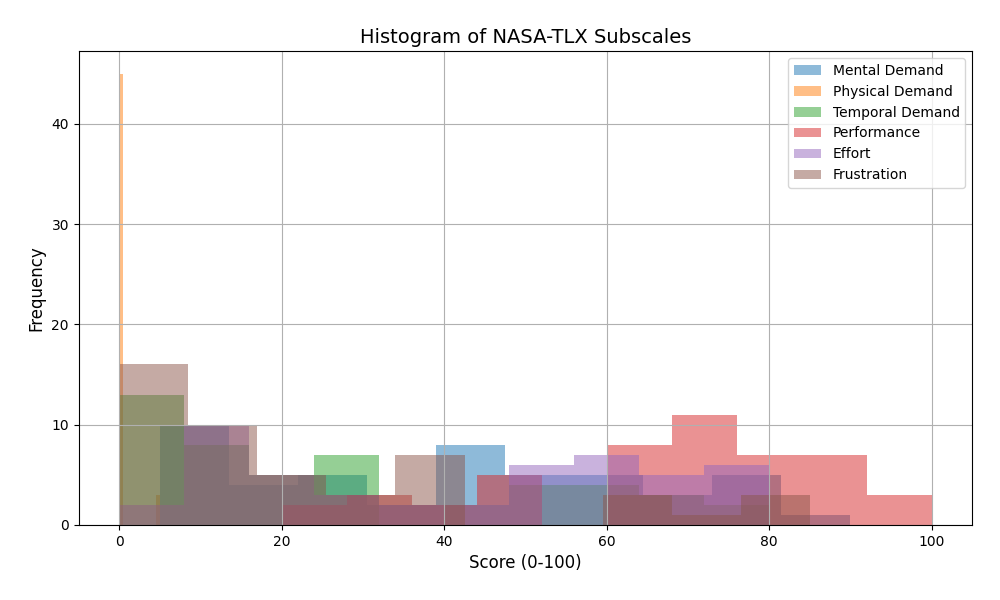 Histogram of NASA-TLX Subscales
Mental Demand
Physical Demand
Temporal Demand
Performance
Effort
Frustration
Frequency
40
30
20
10
0
0 20 40 60 80 100
Score (0-100)